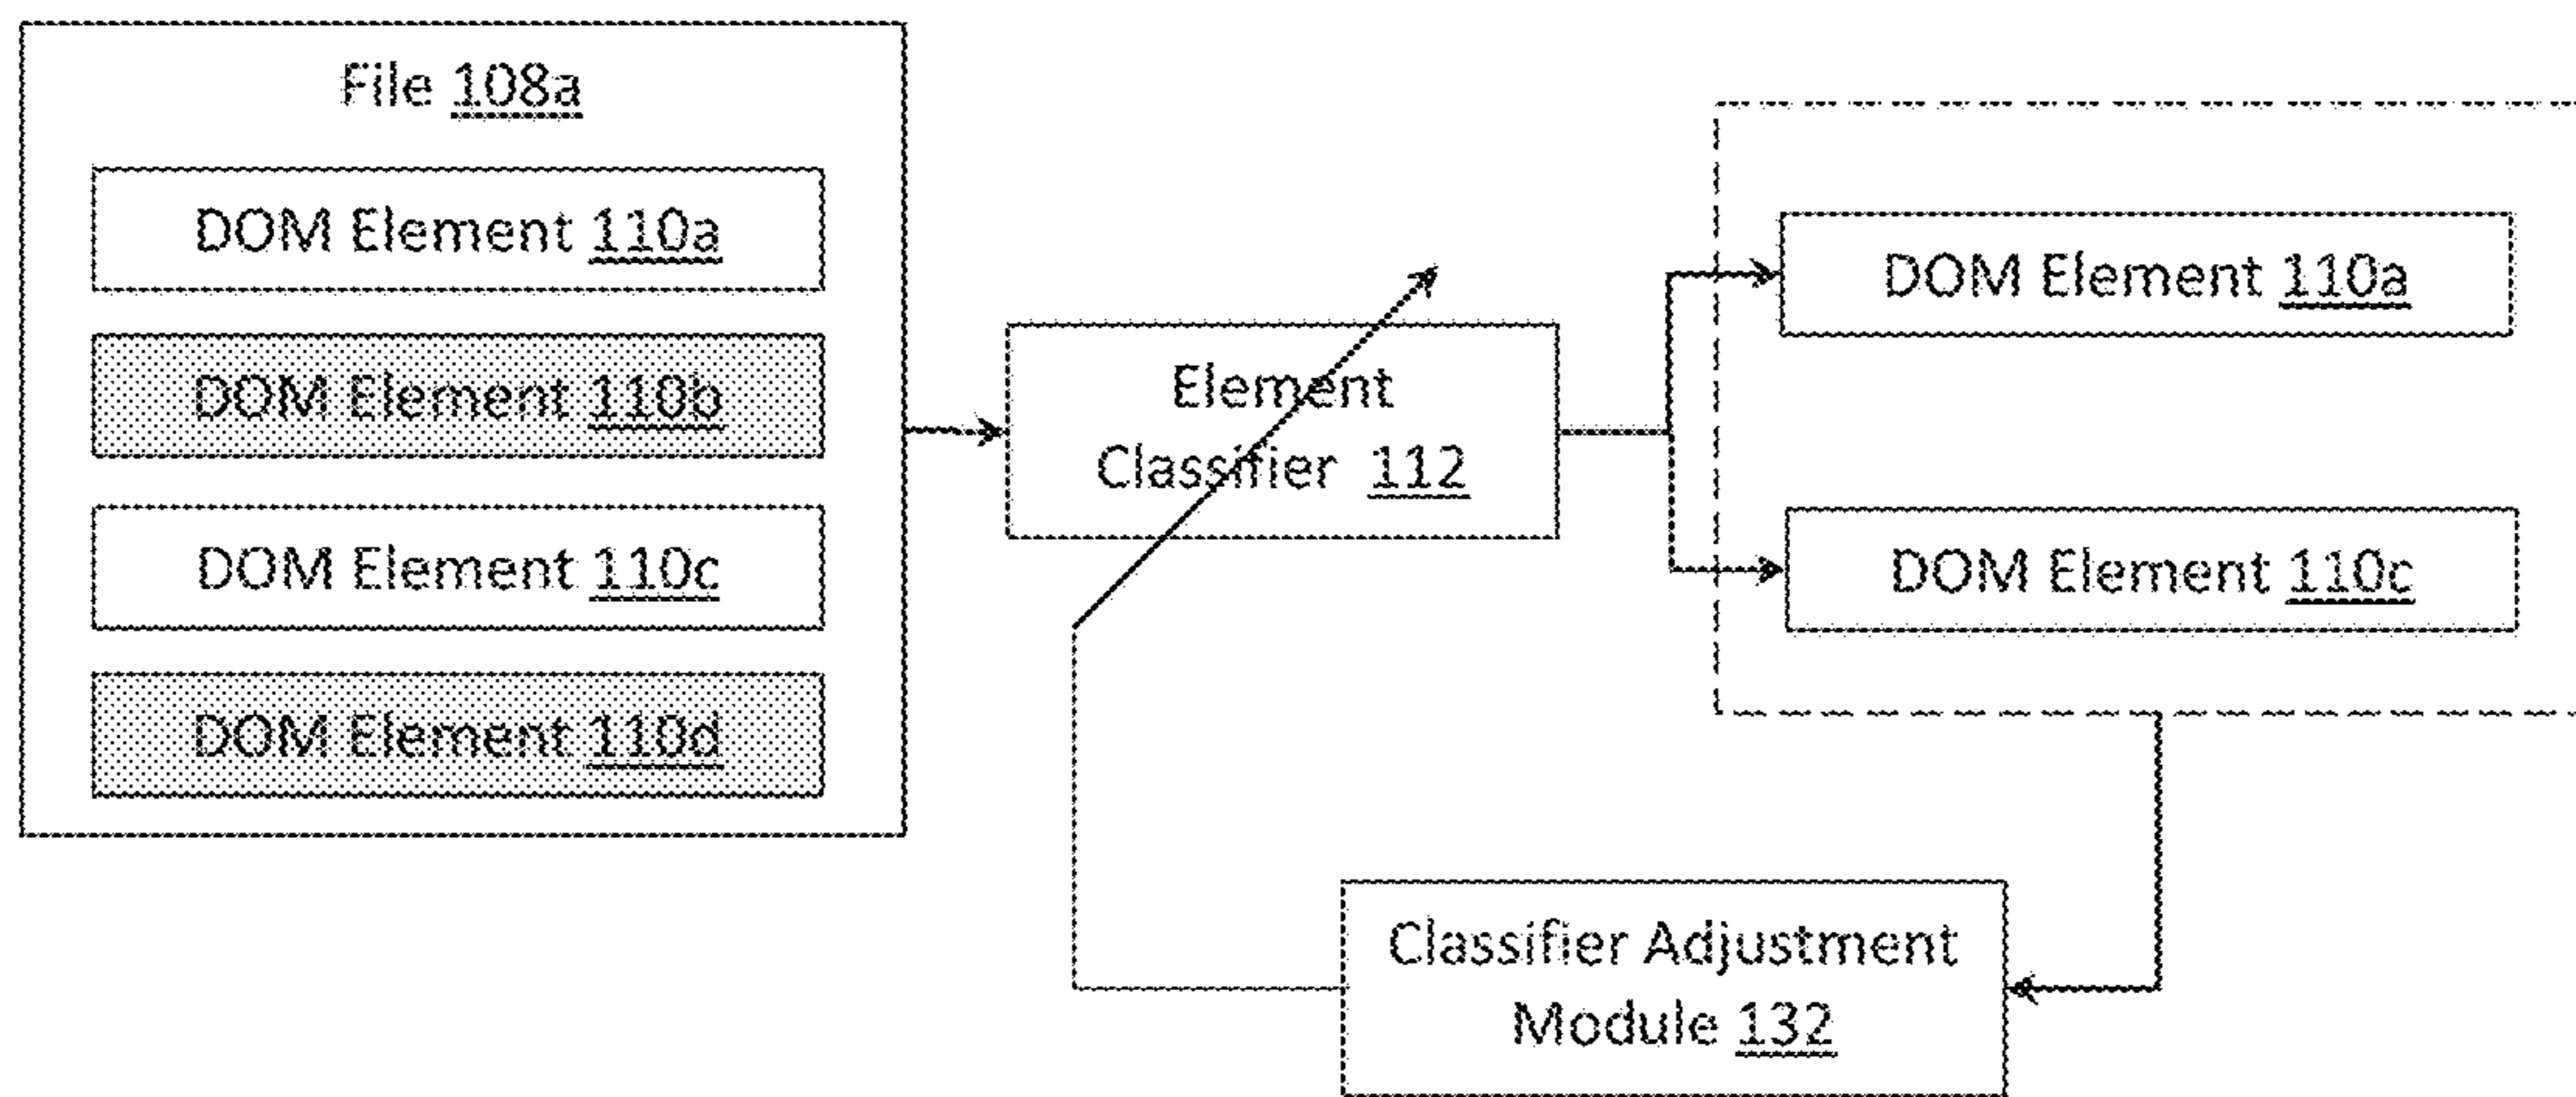 File 108a
DOM Element 110a
DOM Element 110b
DOM Element 110c
DOM Element 110d
Element
Classifier 112
DOM Element 110a
DOM Element 110c
Classifier Adjustment
Module 132